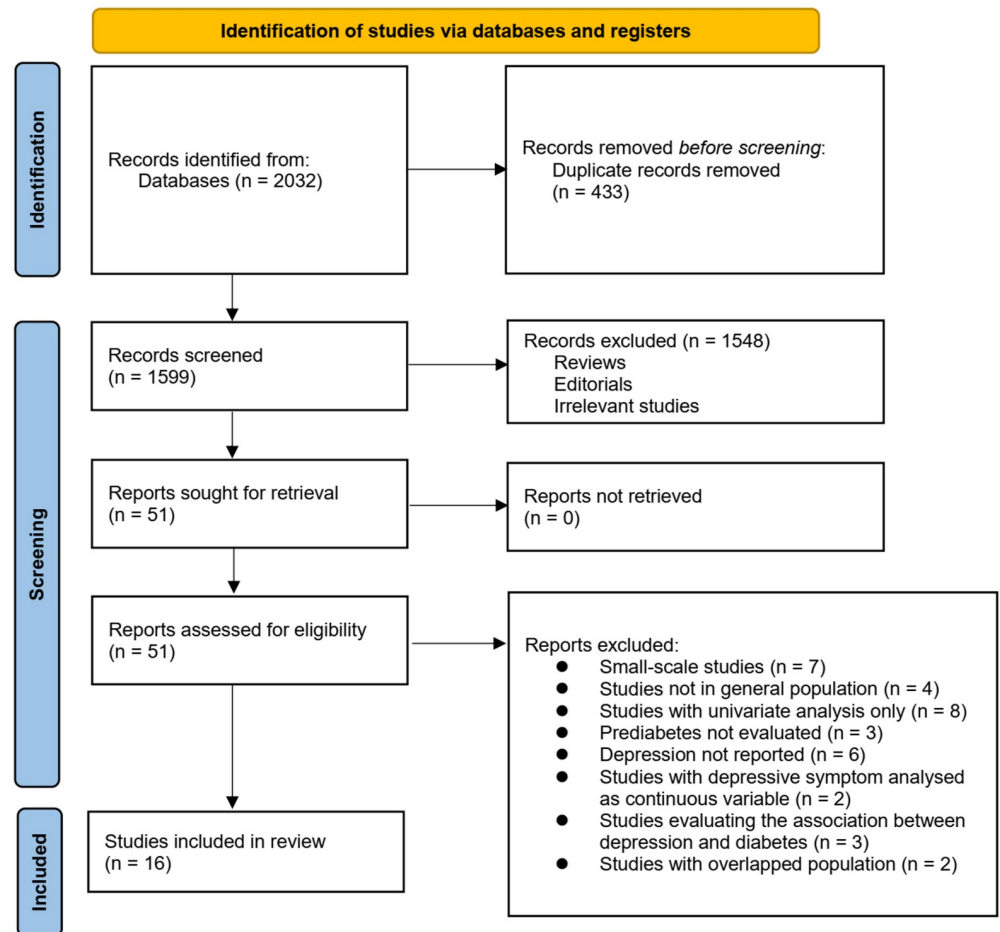 Identification of studies via databases and registers
Identification
Records identified from:
Databases (n = 2032)
Records removed before screening:
Duplicate records removed
(n = 433)
Screening
Records screened
(n = 1599)
Records excluded (n = 1548)
Reviews
Editorials
Irrelevant studies
Reports sought for retrieval
(n = 51)
Reports not retrieved
(n = 0)
Reports assessed for eligibility
(n = 51)
Reports excluded:
● Small-scale studies (n = 7)
● Studies not in general population (n = 4)
● Studies with univariate analysis only (n = 8)
● Prediabetes not evaluated (n = 3)
● Depression not reported (n = 6)
● Studies with depressive symptom analysed
as continuous variable (n = 2)
● Studies evaluating the association between
depression and diabetes (n = 3)
● Studies with overlapped population (n = 2)
Included
Studies included in review
(n = 16)